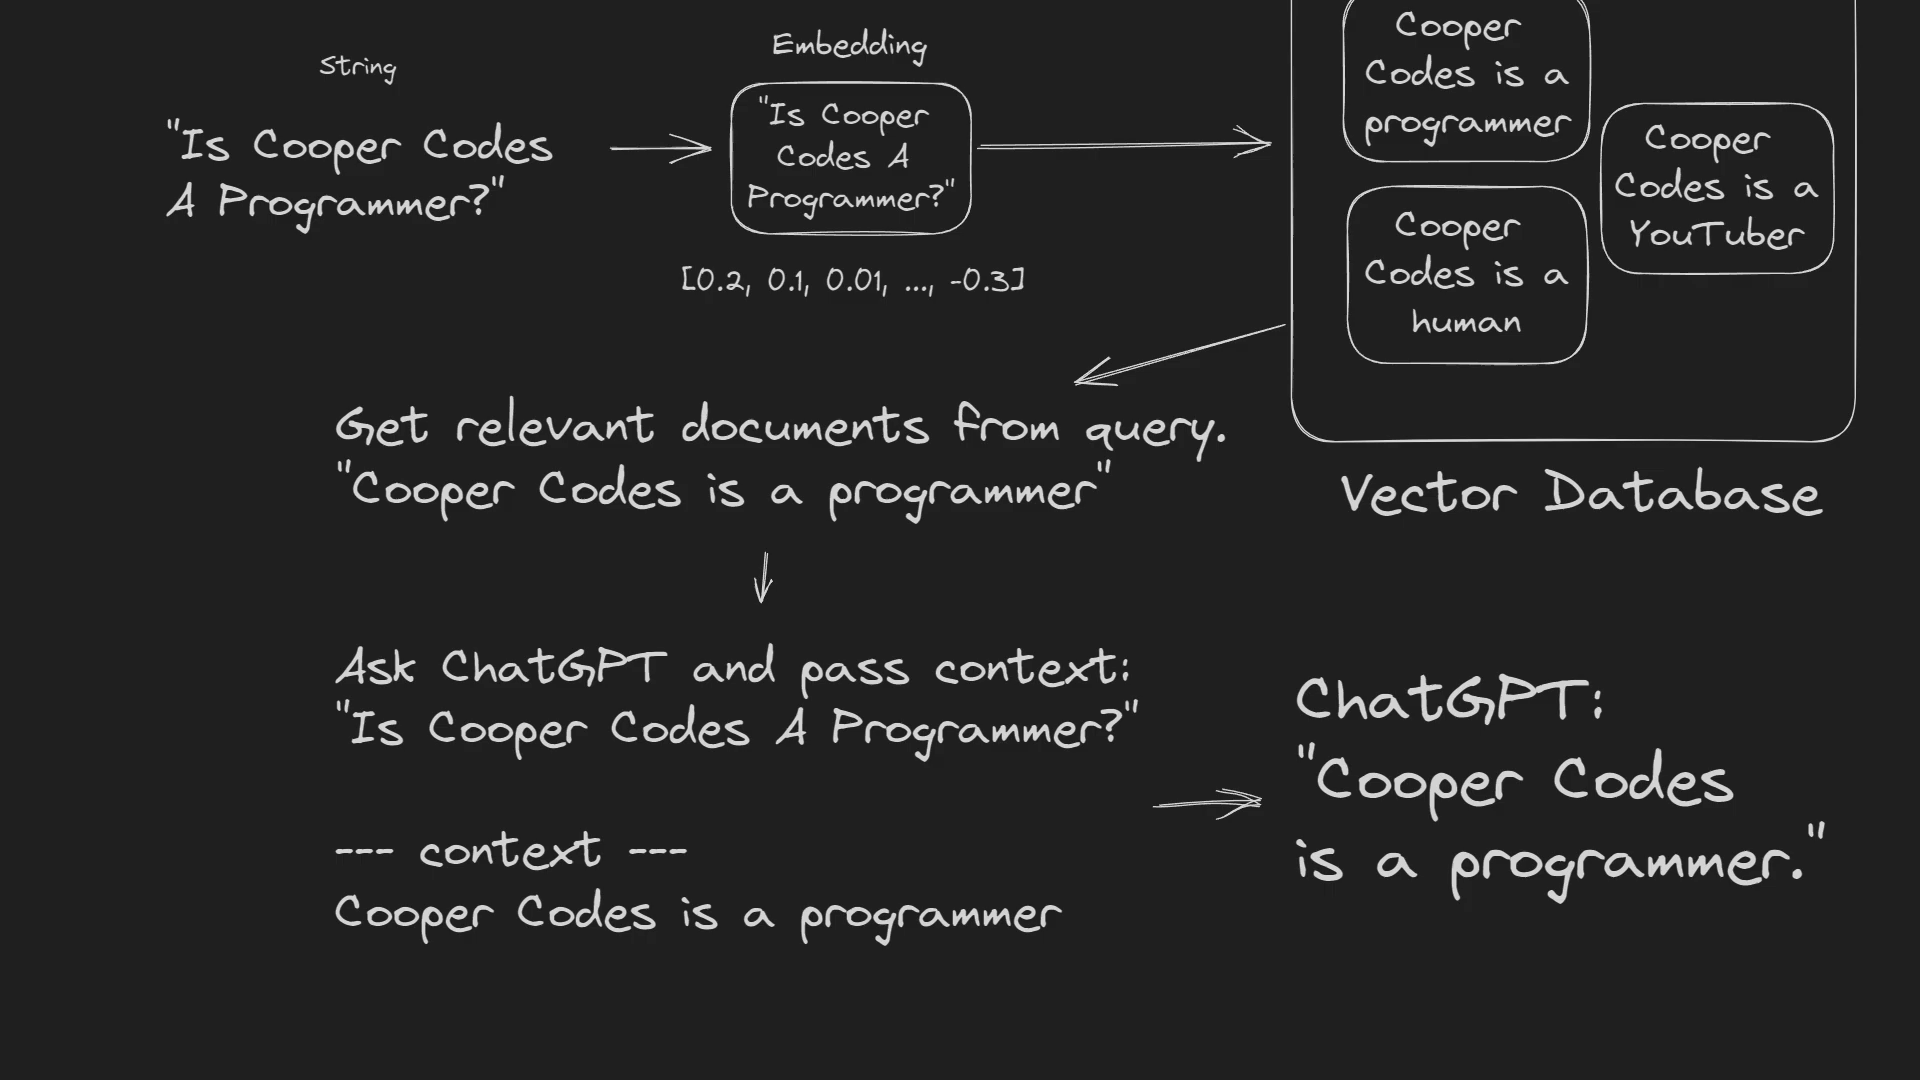 String
"Is Cooper Codes
A Programmer?"
Embedding
"Is Cooper
Codes A
Programmer?"
[0.2, 0.1, 0.01, ..., -0.3]
Cooper
Codes is a
programmer
Cooper
Codes is a
YouTuber
Cooper
Codes is a
human
Vector Database
Get relevant documents from query.
"Cooper Codes is a programmer"
Ask ChatGPT and pass context:
"Is Cooper Codes A Programmer?"
--- context ---
Cooper Codes is a programmer
ChatGPT:
"Cooper Codes
is a programmer."